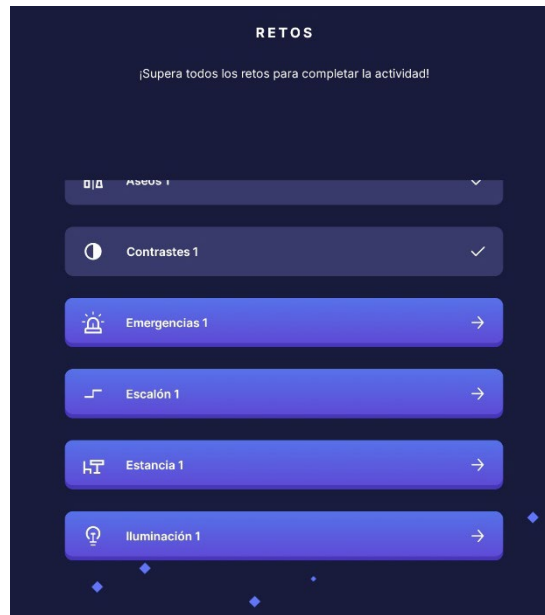 RETOS
¡Supera todos los retos para completar la actividad!
Aseos 1
Contrastes 1
Emergencias 1
Escalón 1
Estancia 1
Iluminación 1